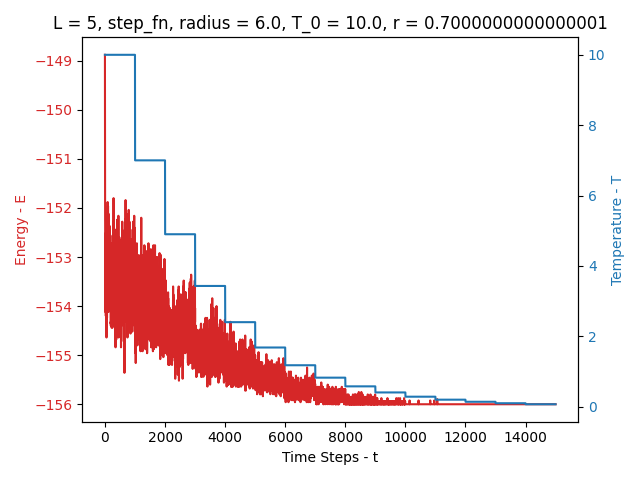 L = 5, step_fn, radius = 6.0, T_0 = 10.0, r = 0.7000000000000001
−149
−150
−151
−152
−153
−154
−155
−156
Energy - E
10
8
6
4
2
0
Temperature - T
0 2000 4000 6000 8000 10000 12000 14000
Time Steps - t